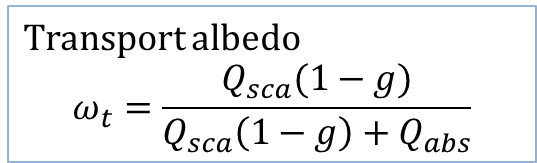 Transport albedo
ω_t = Q_sca(1 − g) / Q_sca(1 − g) + Q_abs